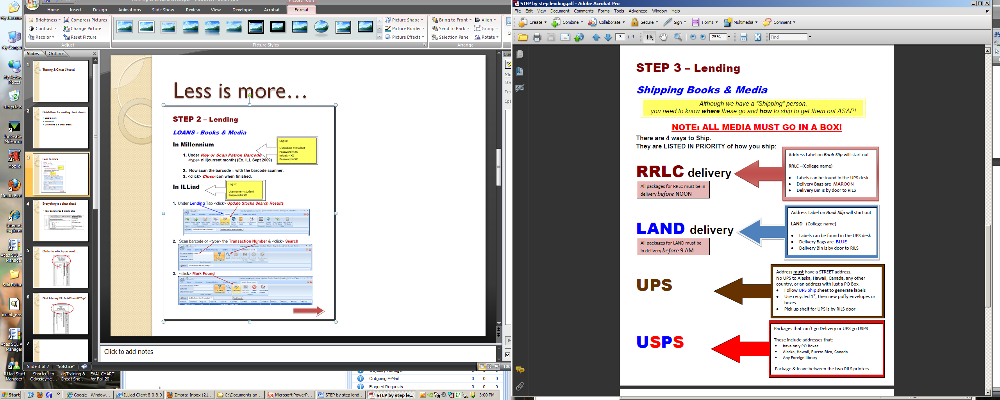 Training & Cheat Sheets
Picture Tools
Home Insert Design Animations Slide Show Review View Developer Acrobat Format
Brightness Compress Pictures
Contrast Change Picture
Recolor Reset Picture
Adjust
Picture Styles
Picture Shape
Picture Border
Picture Effects
Bring to Front Align
Send to Back Group
Selection Pane Rotate
Arrange
Slides Outline
1 Training & Cheat Sheets!
2 Guidelines for making cheat sheets
Less is more
Proximity
Everything is a cheat sheet!
3 Less is more...
4 Everything is a cheat sheet!
Your book bands & article slips
5 Order in which you send...
6 No Odyssey/No Ariel/ E-mail? Yup!
7
Less is more...
STEP 2 – Lending
LOANS - Books & Media
In Millennium
Log In:
Username = student
Password = XX
Initials = XX
Password = XX
1. Under Key or Scan Patron Barcode
<type> nill(current month) (Ex. ILL Sept 2009)
2. Now scan the barcode – with the barcode scanner.
3. <click> Close icon when finished.
In ILLiad
Log In:
Username = student
Password = XX
1. Under Lending Tab <click> Update Stacks Search Results
2. Scan barcode or <type> the Transaction Number & <click> Search
3. <click> Mark Found
Click to add notes
Slide 3 of 7 "Solstice"
My Docume
My Comput
My Netwo
Places
Recycle Bi
Innovativ
Millenniun
Mozilla
Mozilla Firef
Internet
Explorer
Atlas SQL A
Manager
Suki Picture
install_eas
Atlas SQL A
Manager
ILLiad Staff
Manager
Shortcut to
OdysseyHel...
~$Training &
Cheat She...
EVAL CHART
for Fall 20...
Odyssey Manager 0 0 0
Outgoing E-Mail 0 0 0
Flagged Requests 0 0 0
Start
Google - Window...
ILLiad Client 8.0.8.0
Zimbra: Inbox (21...
C:\Documents an...
Microsoft PowerP...
STEP by step lend...
STEP by step le...
3:00 PM
STEP by step lending.pdf - Adobe Acrobat Pro
File Edit View Document Comments Forms Tools Advanced Window Help
Create Combine Collaborate Secure Sign Forms Multimedia Comment
3 / 4 75% Find
STEP 3 – Lending
Shipping Books & Media
Although we have a “Shipping” person,
you need to know where these go and how to ship to get them out ASAP!
NOTE: ALL MEDIA MUST GO IN A BOX!
There are 4 ways to Ship.
They are LISTED IN PRIORITY of how you ship:
RRLC delivery
All packages for RRLC must be in
delivery before NOON
Address Label on Book Slip will start out:
RRLC –(College name)
• Labels can be found in the UPS desk.
• Delivery Bags are MAROON
• Delivery Bin is by door to RILS
LAND delivery
All packages for LAND must be
in delivery before 9 AM
Address Label on Book Slip will start out:
LAND –(College name)
• Labels can be found in the UPS desk.
• Delivery Bags are BLUE
• Delivery Bin is by door to RILS
UPS
Address must have a STREET address.
No UPS to Alaska, Hawaii, Canada, any other
country, or an address with just a PO Box.
• Follow UPS Ship sheet to generate labels
• Use recycled 1st, then new puffy envelopes or
boxes
• Pick up shelf for UPS is by RILS door
USPS
Packages that can’t go Delivery or UPS go USPS.
These include addresses that:
• have only PO Boxes
• Alaska, Hawaii, Puerto Rico, Canada
• Any Foreign library
Package & leave between the two RILS printers.